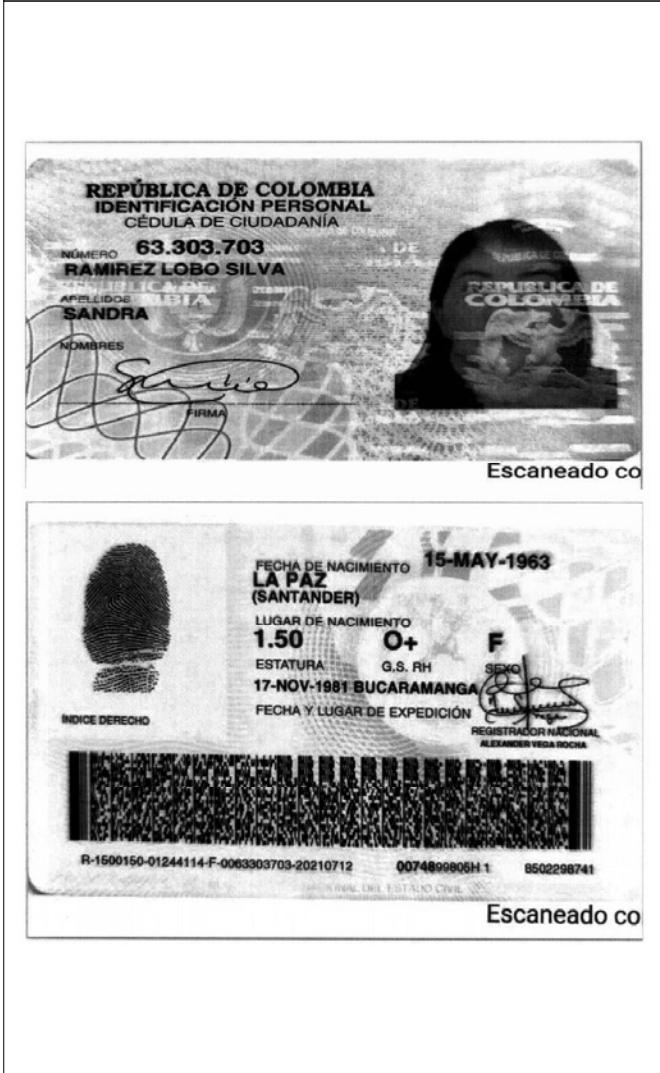 REPÚBLICA DE COLOMBIA
IDENTIFICACIÓN PERSONAL
CÉDULA DE CIUDADANÍA
NÚMERO 63.303.703
RAMIREZ LOBO SILVA
APELLIDOS
SANDRA
NOMBRES
FIRMA
REPUBLICA DE
COLOMBIA
Escaneado co
FECHA DE NACIMIENTO 15-MAY-1963
LA PAZ
(SANTANDER)
LUGAR DE NACIMIENTO
1.50 O+ F
ESTATURA G.S. RH SEXO
17-NOV-1981 BUCARAMANGA
FECHA Y LUGAR DE EXPEDICIÓN
REGISTRADOR NACIONAL
ALEXANDER VEGA ROCHA
ÍNDICE DERECHO
R-1500150-01244114-F-0063303703-20210712 0074899805H 1 8502298741
Escaneado co